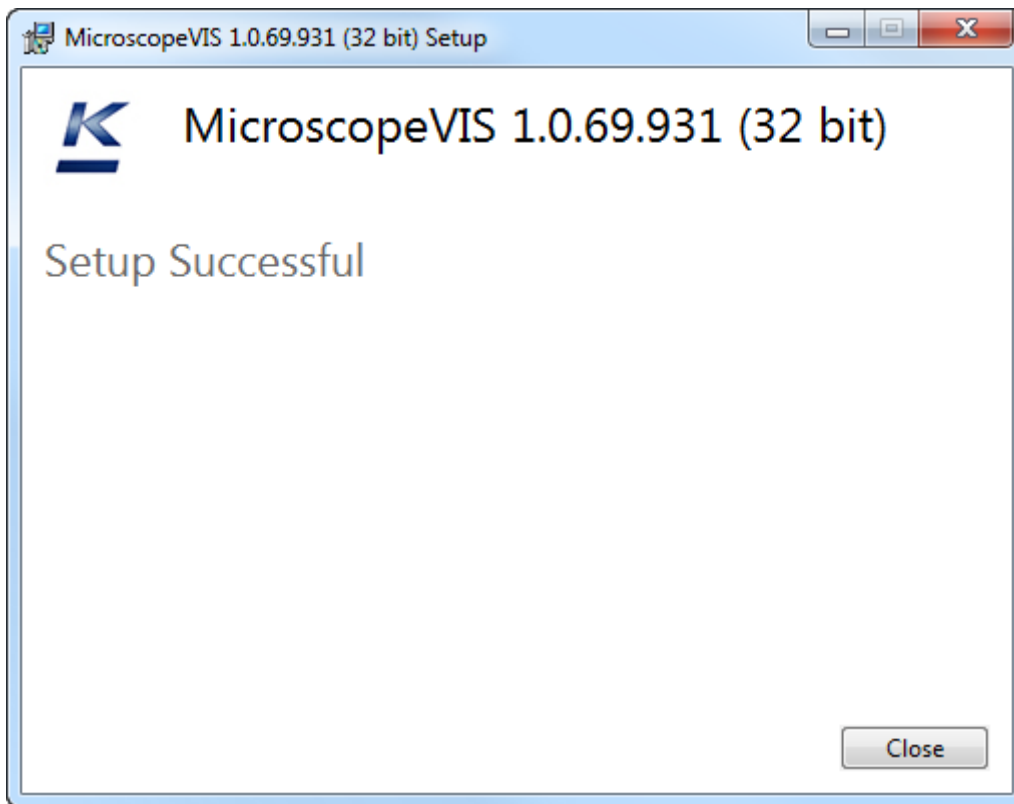 MicroscopeVIS 1.0.69.931 (32 bit) Setup
K
MicroscopeVIS 1.0.69.931 (32 bit)
Setup Successful
Close